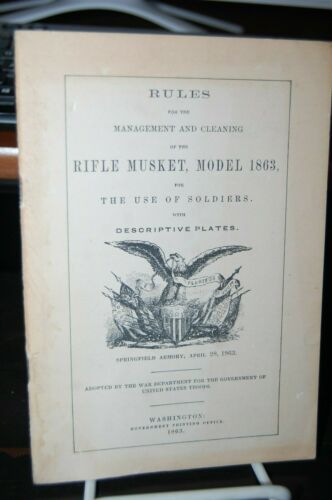 RULES
FOR THE
MANAGEMENT AND CLEANING
OF THE
RIFLE MUSKET, MODEL 1863,
FOR
THE USE OF SOLDIERS.
WITH
DESCRIPTIVE PLATES.
SPRINGFIELD ARMORY, APRIL 28, 1863.
ADOPTED BY THE WAR DEPARTMENT FOR THE GOVERNMENT OF
UNITED STATES TROOPS.
WASHINGTON:
GOVERNMENT PRINTING OFFICE.
1863.